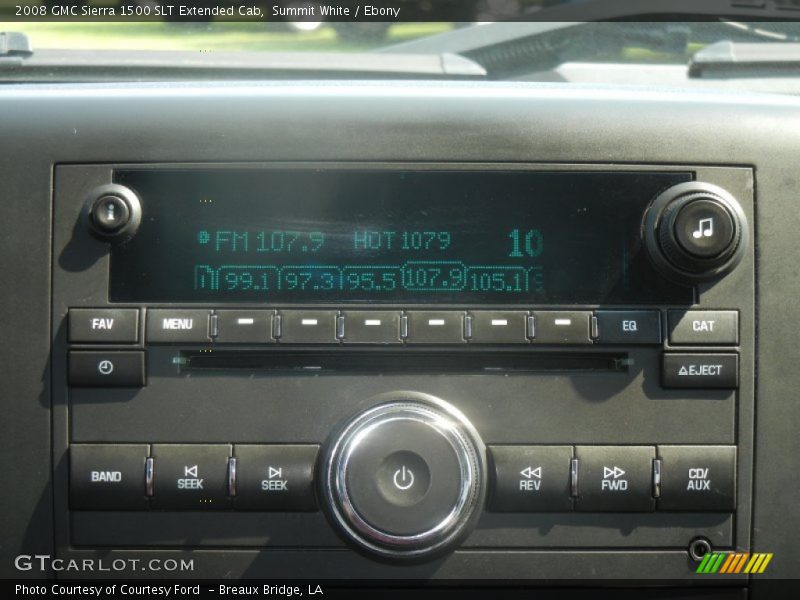 2008 GMC Sierra 1500 SLT Extended Cab, Summit White / Ebony
FM 107.9 HOT 1079 10
99.1 97.3 95.5 107.9 105.1
FAV MENU EQ CAT
EJECT
BAND SEEK SEEK REV FWD CD/
AUX
GTCARLOT.COM
Photo Courtesy of Courtesy Ford - Breaux Bridge, LA